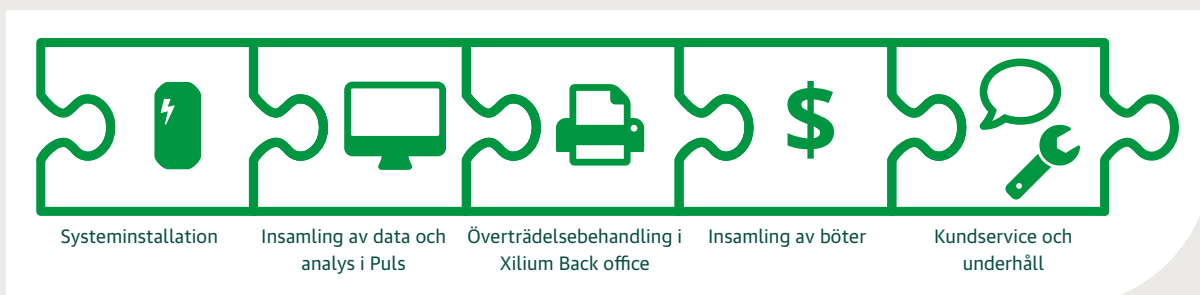 $
Systeminstallation
Insamling av data och
analys i Puls
Överträdelsebehandling i
Xilium Back office
Insamling av böter
Kundservice och
underhåll